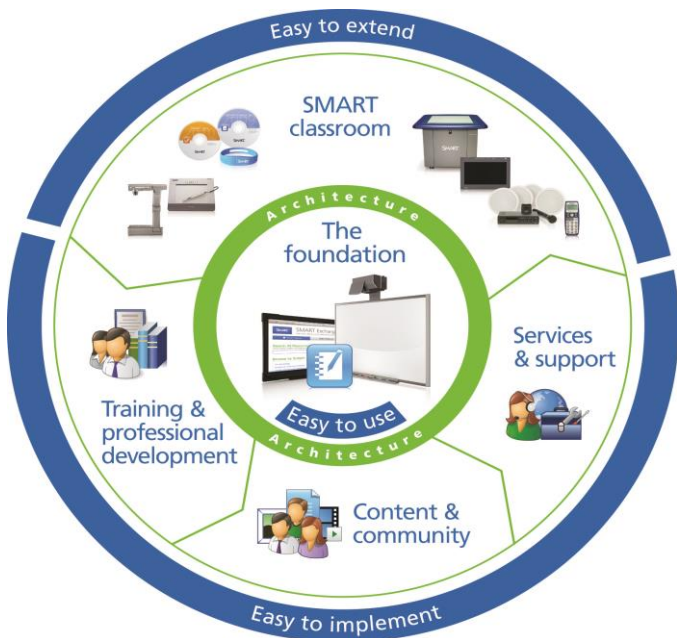 Easy to extend
SMART
classroom
SMART
Architecture
The
foundation
Easy to use
Architecture
Services
& support
Training &
professional
development
Content &
community
Easy to implement